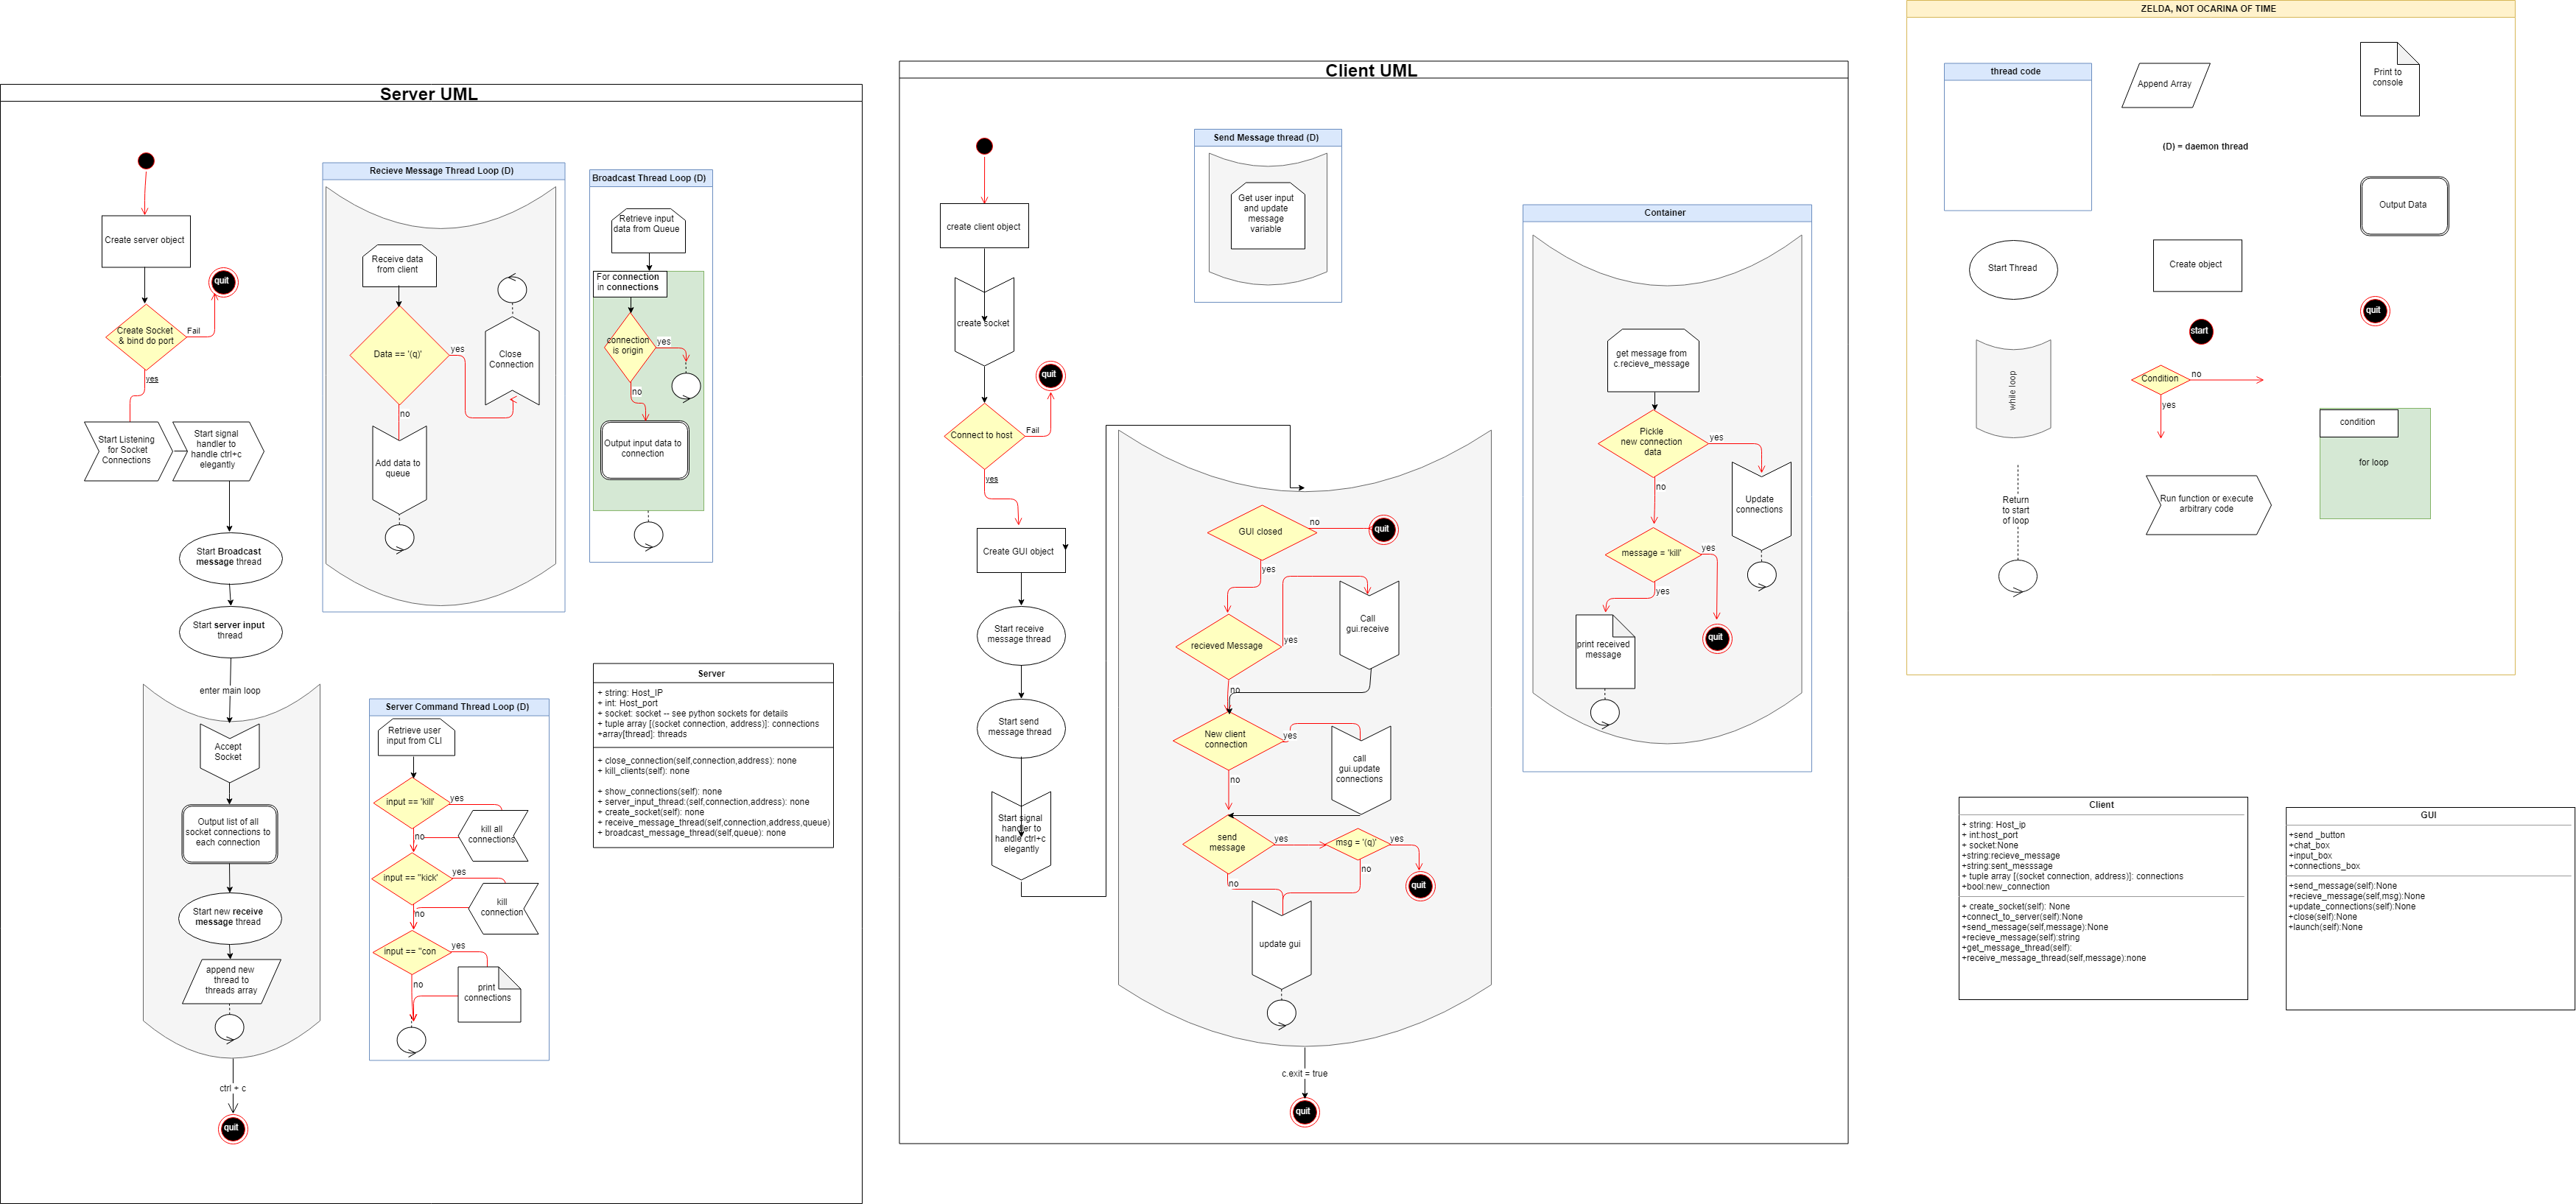 Server UML
Create server object
quit
Create Socket
& bind do port
Fail
yes
Start Listening
for Socket
Connections
Start signal
handler to
handle ctrl+c
elegantly
Start Broadcast
message thread
Start server input
thread
enter main loop
Accept
Socket
Output list of all
socket connections to
each connection
Start new receive
message thread
append new
thread to
threads array
ctrl + c
quit
Recieve Message Thread Loop (D)
Receive data
from client
Data == '(q)'
yes
Close
Connection
no
Add data to
queue
Broadcast Thread Loop (D)
Retrieve input
data from Queue
For connection
in connections
connection
is origin
yes
no
Output input data to
connection
Server Command Thread Loop (D)
Retrieve user
input from CLI
input == 'kill'
yes
kill all
connections
no
input == "kick'
yes
kill
connection
no
input == "con
yes
print
connections
no
Server
+ string: Host_IP
+ int: Host_port
+ socket: socket -- see python sockets for details
+ tuple array [(socket connection, address)]: connections
+array[thread]: threads
+ close_connection(self,connection,address): none
+ kill_clients(self): none
+ show_connections(self): none
+ server_input_thread:(self,connection,address): none
+ create_socket(self): none
+ receive_message_thread(self,connection,address,queue)
+ broadcast_message_thread(self,queue): none
Client UML
create client object
create socket
quit
Connect to host
Fail
yes
Create GUI object
Start receive
message thread
Start send
message thread
Start signal
handler to
handle ctrl+c
elegantly
Send Message thread (D)
Get user input
and update
message
variable
GUI closed
no
quit
yes
recieved Message
yes
Call
gui.receive
no
New client
connection
yes
call
gui.update
connections
no
send
message
yes
msg = '(q)'
yes
quit
no
no
update gui
c.exit = true
quit
Container
get message from
c.recieve_message
Pickle
new connection
data
yes
Update
connections
no
message = 'kill'
yes
quit
yes
print received
message
ZELDA, NOT OCARINA OF TIME
thread code
Append Array
Print to
console
(D) = daemon thread
Output Data
Start Thread
Create object
start
quit
while loop
Condition
no
yes
condition
for loop
Return
to start
of loop
Run function or execute
arbitrary code
Client
+ string: Host_ip
+ int:host_port
+ socket:None
+string:recieve_message
+string:sent_messsage
+ tuple array [(socket connection, address)]: connections
+bool:new_connection
+ create_socket(self): None
+connect_to_server(self):None
+send_message(self,message):None
+recieve_message(self):string
+get_message_thread(self):
+receive_message_thread(self,message):none
GUI
+send _button
+chat_box
+input_box
+connections_box
+send_message(self):None
+recieve_message(self,msg):None
+update_connections(self):None
+close(self):None
+launch(self):None